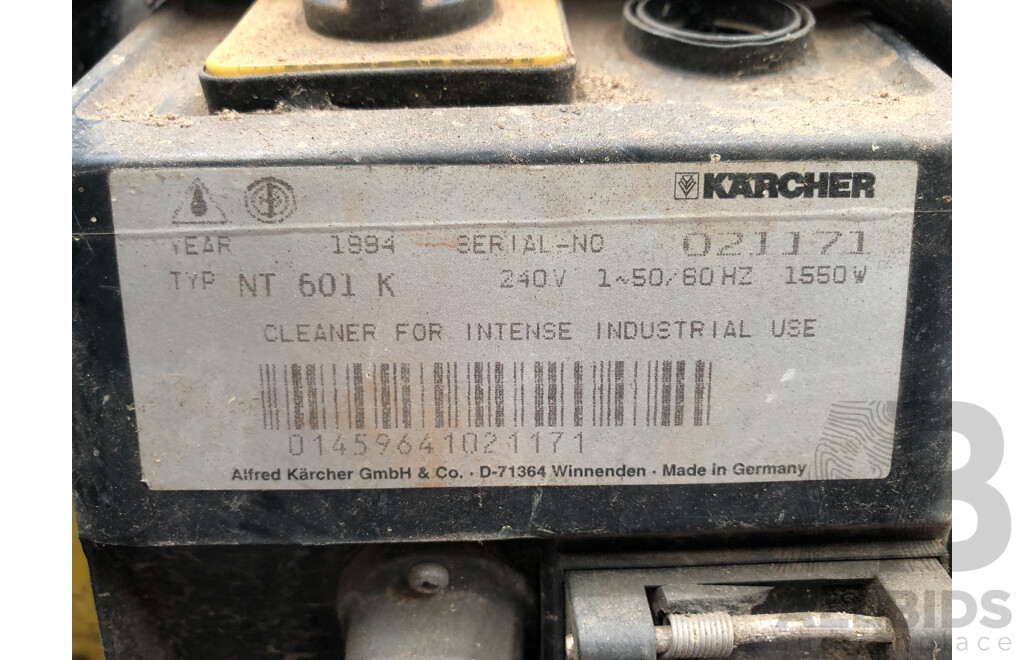 KÄRCHER
YEAR 1994 SERIAL-NO 021171
TYP NT 601 K 240V 1~50/60HZ 1550W
CLEANER FOR INTENSE INDUSTRIAL USE
01459641021171
Alfred Kärcher GmbH & Co. · D-71364 Winnenden · Made in Germany